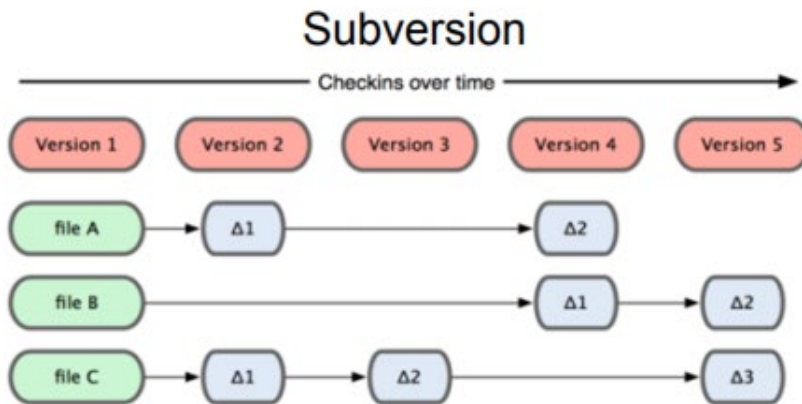 Subversion
Checkins over time
Version 1 Version 2 Version 3 Version 4 Version 5
file A Δ1 Δ2
file B Δ1 Δ2
file C Δ1 Δ2 Δ3